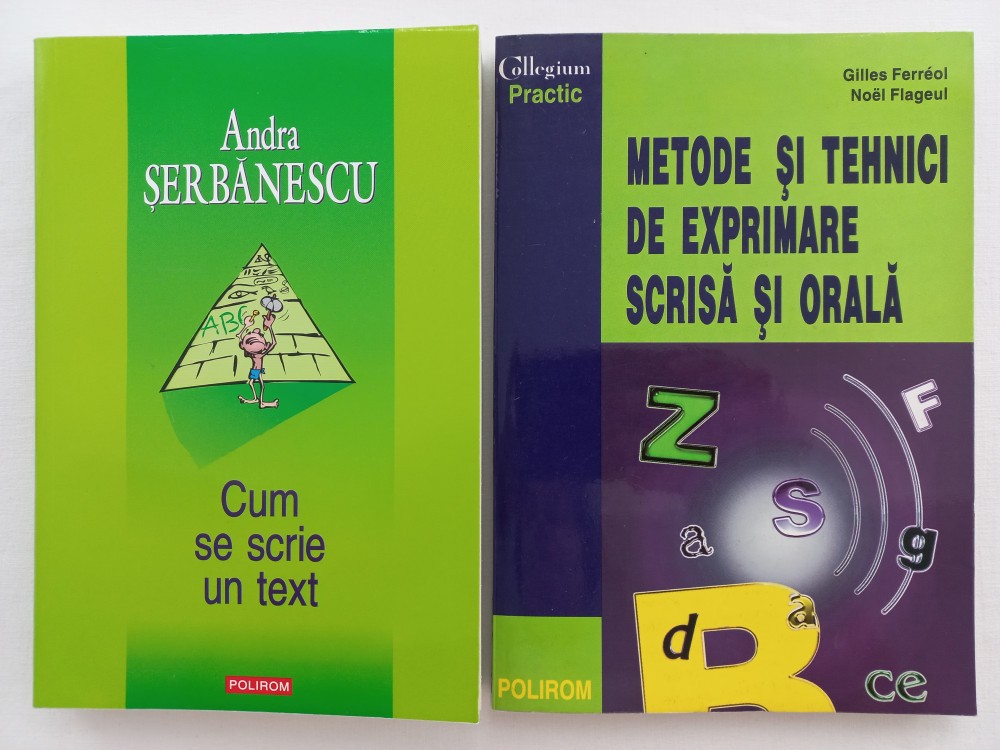 Andra
ȘERBĂNESCU
ABC
Cum
se scrie
un text
POLIROM
Collegium
Practic
Gilles Ferréol
Noël Flageul
METODE ȘI TEHNICI
DE EXPRIMARE
SCRISĂ ȘI ORALĂ
Z
F
S
a
g
B
d
a
ce
POLIROM